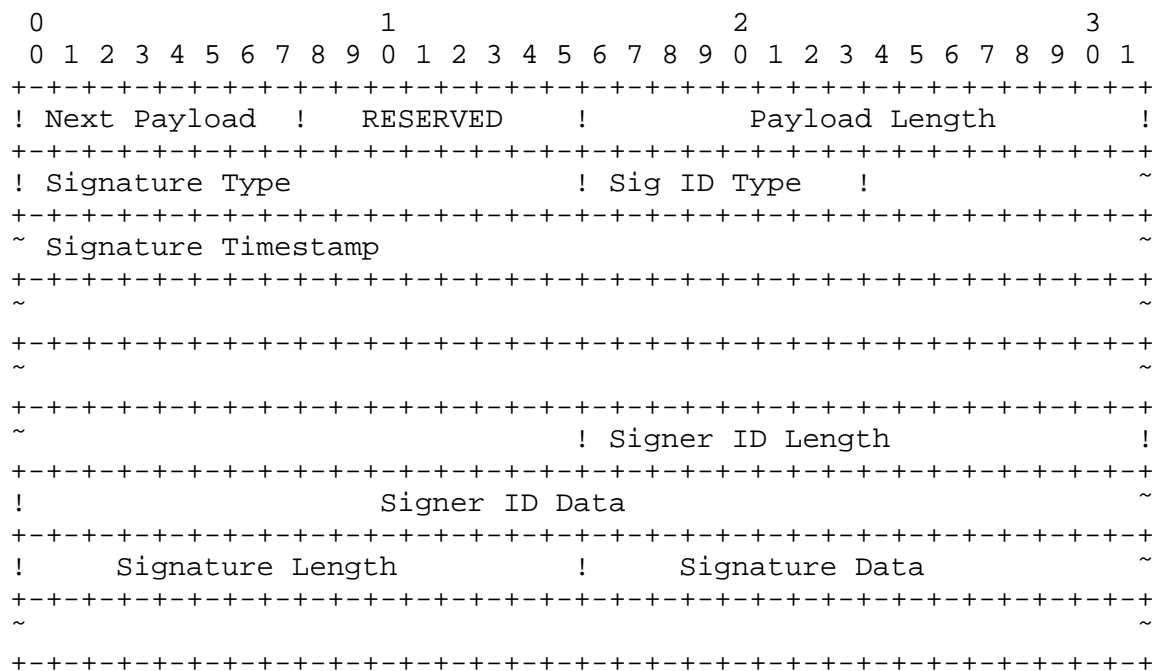 0                   1                   2                   3
 0 1 2 3 4 5 6 7 8 9 0 1 2 3 4 5 6 7 8 9 0 1 2 3 4 5 6 7 8 9 0 1
+-+-+-+-+-+-+-+-+-+-+-+-+-+-+-+-+-+-+-+-+-+-+-+-+-+-+-+-+-+-+-+-+
! Next Payload  !   RESERVED    !         Payload Length        !
+-+-+-+-+-+-+-+-+-+-+-+-+-+-+-+-+-+-+-+-+-+-+-+-+-+-+-+-+-+-+-+-+
! Signature Type                ! Sig ID Type   !               ~
+-+-+-+-+-+-+-+-+-+-+-+-+-+-+-+-+-+-+-+-+-+-+-+-+-+-+-+-+-+-+-+-+
~ Signature Timestamp                                           ~
+-+-+-+-+-+-+-+-+-+-+-+-+-+-+-+-+-+-+-+-+-+-+-+-+-+-+-+-+-+-+-+-+
~                                                               ~
+-+-+-+-+-+-+-+-+-+-+-+-+-+-+-+-+-+-+-+-+-+-+-+-+-+-+-+-+-+-+-+-+
~                                                               ~
+-+-+-+-+-+-+-+-+-+-+-+-+-+-+-+-+-+-+-+-+-+-+-+-+-+-+-+-+-+-+-+-+
~                               ! Signer ID Length              !
+-+-+-+-+-+-+-+-+-+-+-+-+-+-+-+-+-+-+-+-+-+-+-+-+-+-+-+-+-+-+-+-+
!                    Signer ID Data                             ~
+-+-+-+-+-+-+-+-+-+-+-+-+-+-+-+-+-+-+-+-+-+-+-+-+-+-+-+-+-+-+-+-+
!     Signature Length          !     Signature Data            ~
+-+-+-+-+-+-+-+-+-+-+-+-+-+-+-+-+-+-+-+-+-+-+-+-+-+-+-+-+-+-+-+-+
~                                                               ~
+-+-+-+-+-+-+-+-+-+-+-+-+-+-+-+-+-+-+-+-+-+-+-+-+-+-+-+-+-+-+-+-+